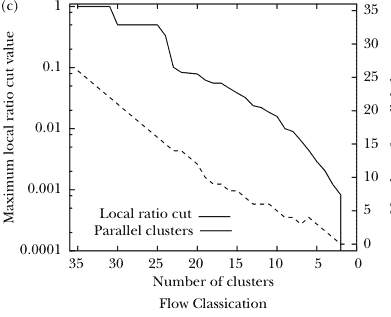 (c)
Maximum local ratio cut value
1
0.1
0.01
0.001
0.0001
35
30
25
20
15
10
5
0
Local ratio cut
Parallel clusters
35 30 25 20 15 10 5 0
Number of clusters
Flow Classication